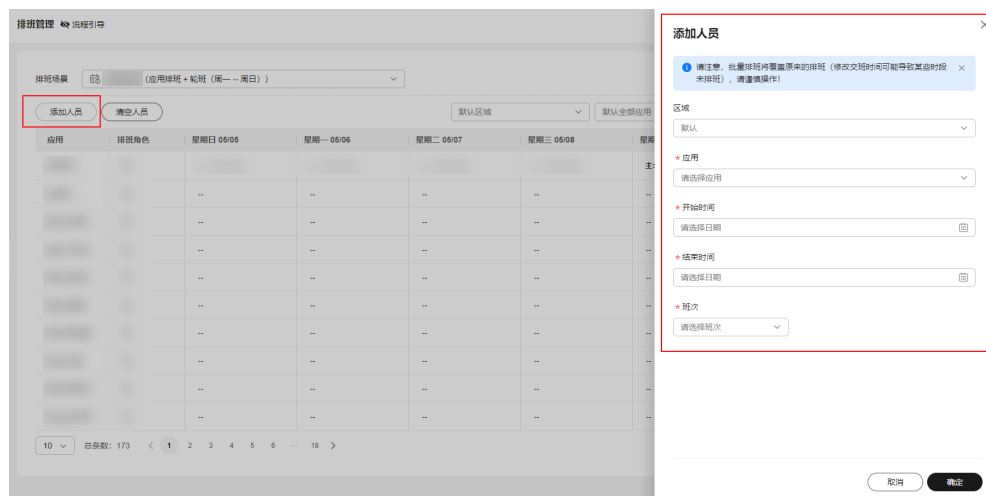 排班管理 流程引导
排班场景 (应用排班 + 轮班（周一 -- 周日）)
添加人员 清空人员 默认区域 默认全部应用
应用 排班角色 星期日 05/05 星期一 05/06 星期二 05/07 星期三 05/08 星期
主:
-- -- -- -- --
-- -- -- -- --
-- -- -- -- --
-- -- -- -- --
-- -- -- -- --
-- -- -- -- --
-- -- -- -- --
-- -- -- -- --
-- -- -- -- --
10 总条数: 173 < 1 2 3 4 5 6 ··· 18 >
添加人员
请注意，批量排班将覆盖原来的排班（修改交班时间可能导致某些时段
未排班），请谨慎操作!
区域
默认
* 应用
请选择应用
* 开始时间
请选择日期
* 结束时间
请选择日期
* 班次
请选择班次
取消 确定